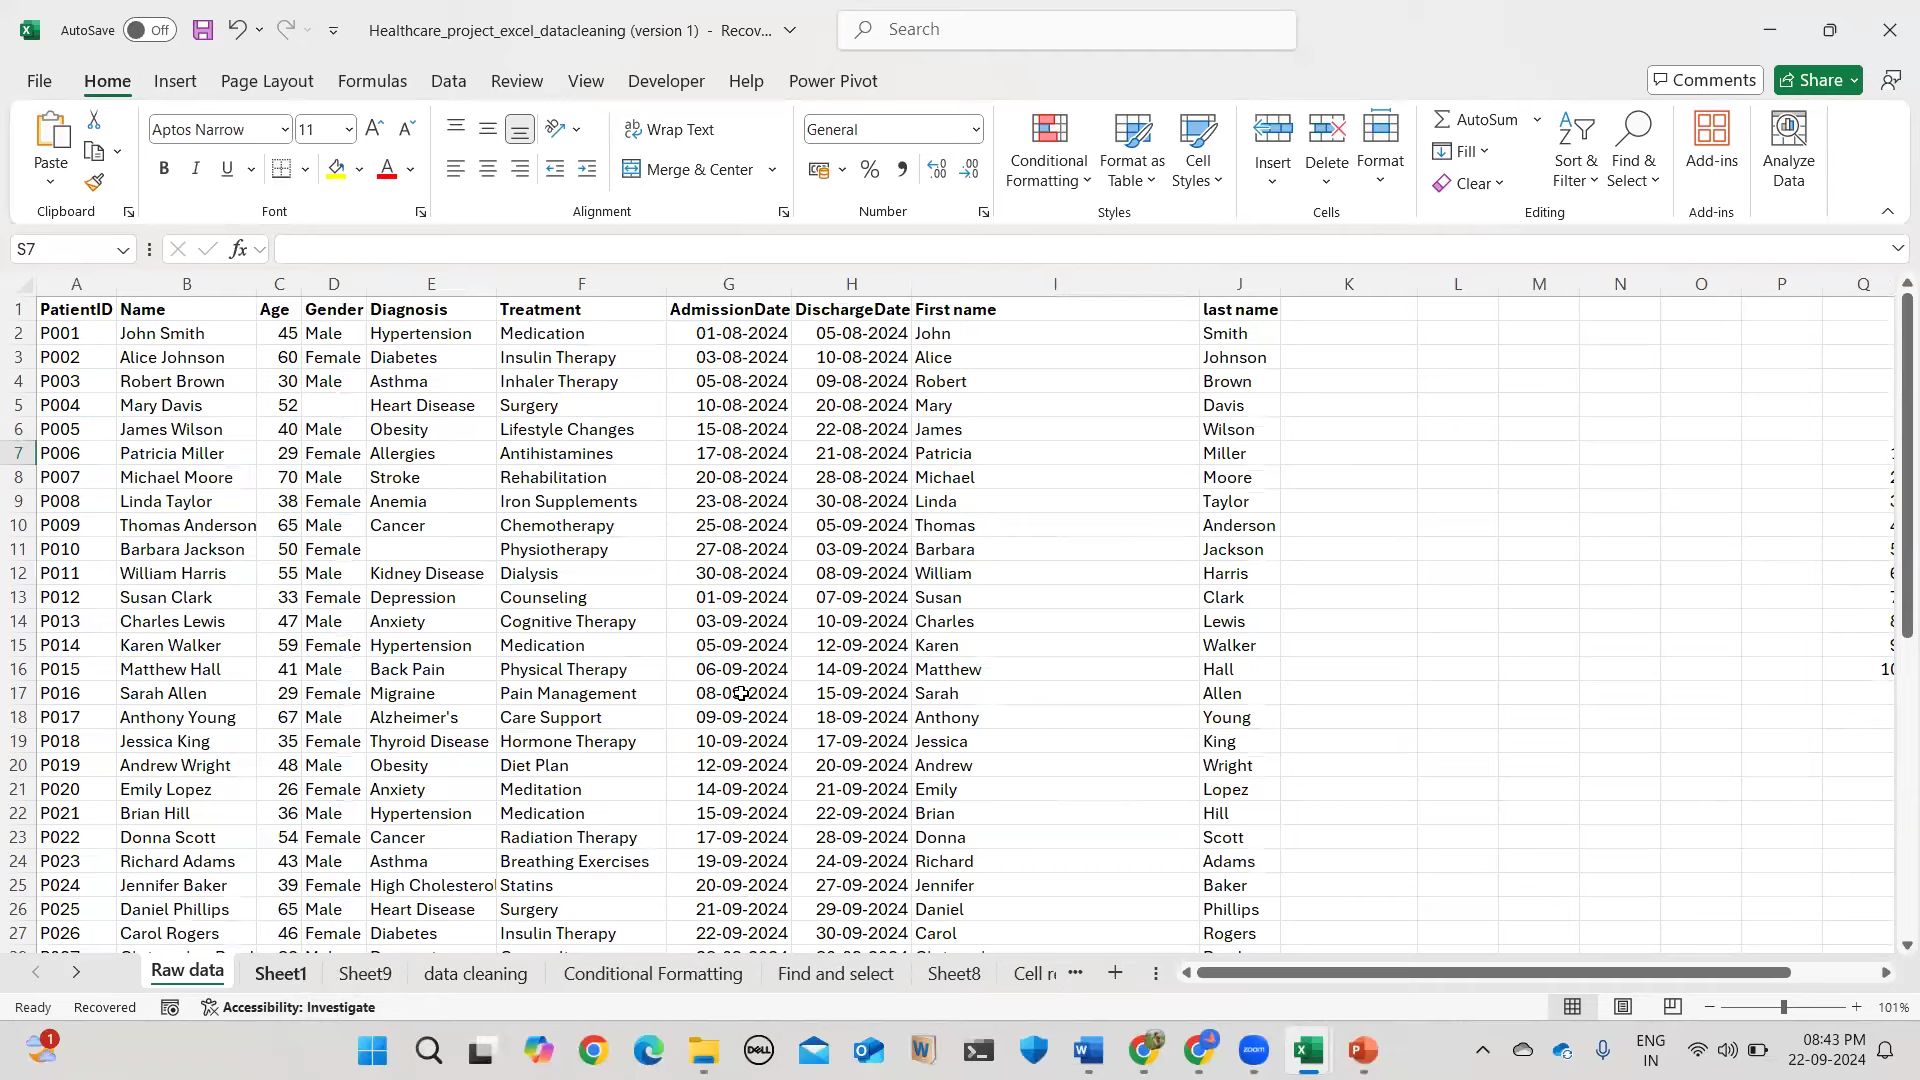 AutoSave Off Healthcare_project_excel_datacleaning (version 1) - Recov... Search
File Home Insert Page Layout Formulas Data Review View Developer Help Power Pivot Comments Share
Paste Aptos Narrow 11 B I U Wrap Text Merge & Center General % Conditional Formatting Format as Table Cell Styles Insert Delete Format AutoSum Fill Clear Sort & Filter Find & Select Add-ins Analyze Data
Clipboard Font Alignment Number Styles Cells Editing Add-ins
S7 fx
A B C D E F G H I J K L M N O P Q
1 PatientID Name Age Gender Diagnosis Treatment AdmissionDate DischargeDate First name last name
2 P001 John Smith 45 Male Hypertension Medication 01-08-2024 05-08-2024 John Smith
3 P002 Alice Johnson 60 Female Diabetes Insulin Therapy 03-08-2024 10-08-2024 Alice Johnson
4 P003 Robert Brown 30 Male Asthma Inhaler Therapy 05-08-2024 09-08-2024 Robert Brown
5 P004 Mary Davis 52 Heart Disease Surgery 10-08-2024 20-08-2024 Mary Davis
6 P005 James Wilson 40 Male Obesity Lifestyle Changes 15-08-2024 22-08-2024 James Wilson
7 P006 Patricia Miller 29 Female Allergies Antihistamines 17-08-2024 21-08-2024 Patricia Miller
8 P007 Michael Moore 70 Male Stroke Rehabilitation 20-08-2024 28-08-2024 Michael Moore
9 P008 Linda Taylor 38 Female Anemia Iron Supplements 23-08-2024 30-08-2024 Linda Taylor
10 P009 Thomas Anderson 65 Male Cancer Chemotherapy 25-08-2024 05-09-2024 Thomas Anderson
11 P010 Barbara Jackson 50 Female Physiotherapy 27-08-2024 03-09-2024 Barbara Jackson
12 P011 William Harris 55 Male Kidney Disease Dialysis 30-08-2024 08-09-2024 William Harris
13 P012 Susan Clark 33 Female Depression Counseling 01-09-2024 07-09-2024 Susan Clark
14 P013 Charles Lewis 47 Male Anxiety Cognitive Therapy 03-09-2024 10-09-2024 Charles Lewis
15 P014 Karen Walker 59 Female Hypertension Medication 05-09-2024 12-09-2024 Karen Walker
16 P015 Matthew Hall 41 Male Back Pain Physical Therapy 06-09-2024 14-09-2024 Matthew Hall
17 P016 Sarah Allen 29 Female Migraine Pain Management 08-09-2024 15-09-2024 Sarah Allen
18 P017 Anthony Young 67 Male Alzheimer's Care Support 09-09-2024 18-09-2024 Anthony Young
19 P018 Jessica King 35 Female Thyroid Disease Hormone Therapy 10-09-2024 17-09-2024 Jessica King
20 P019 Andrew Wright 48 Male Obesity Diet Plan 12-09-2024 20-09-2024 Andrew Wright
21 P020 Emily Lopez 26 Female Anxiety Meditation 14-09-2024 21-09-2024 Emily Lopez
22 P021 Brian Hill 36 Male Hypertension Medication 15-09-2024 22-09-2024 Brian Hill
23 P022 Donna Scott 54 Female Cancer Radiation Therapy 17-09-2024 28-09-2024 Donna Scott
24 P023 Richard Adams 43 Male Asthma Breathing Exercises 19-09-2024 24-09-2024 Richard Adams
25 P024 Jennifer Baker 39 Female High Cholesterol Statins 20-09-2024 27-09-2024 Jennifer Baker
26 P025 Daniel Phillips 65 Male Heart Disease Surgery 21-09-2024 29-09-2024 Daniel Phillips
27 P026 Carol Rogers 46 Female Diabetes Insulin Therapy 22-09-2024 30-09-2024 Carol Rogers
Raw data Sheet1 Sheet9 data cleaning Conditional Formatting Find and select Sheet8 Cell re ...
Ready Recovered Accessibility: Investigate 101%
1 DELL zoom ENG IN 08:43 PM 22-09-2024